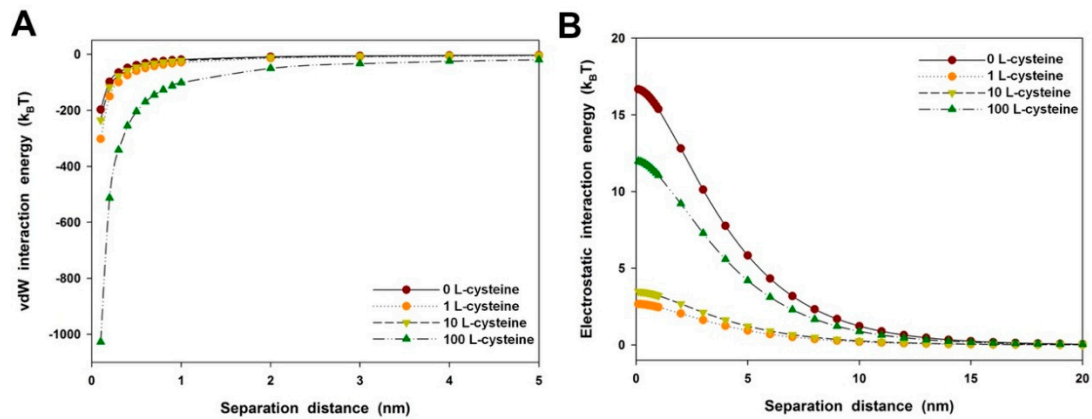 A
vdW interaction energy (kBT)
0
-200
-400
-600
-800
-1000
0 L-cysteine
1 L-cysteine
10 L-cysteine
100 L-cysteine
0
1
2
3
4
5
Separation distance (nm)
B
Electrostatic interaction energy (kBT)
20
15
10
5
0
0 L-cysteine
1 L-cysteine
10 L-cysteine
100 L-cysteine
0
5
10
15
20
Separation distance (nm)